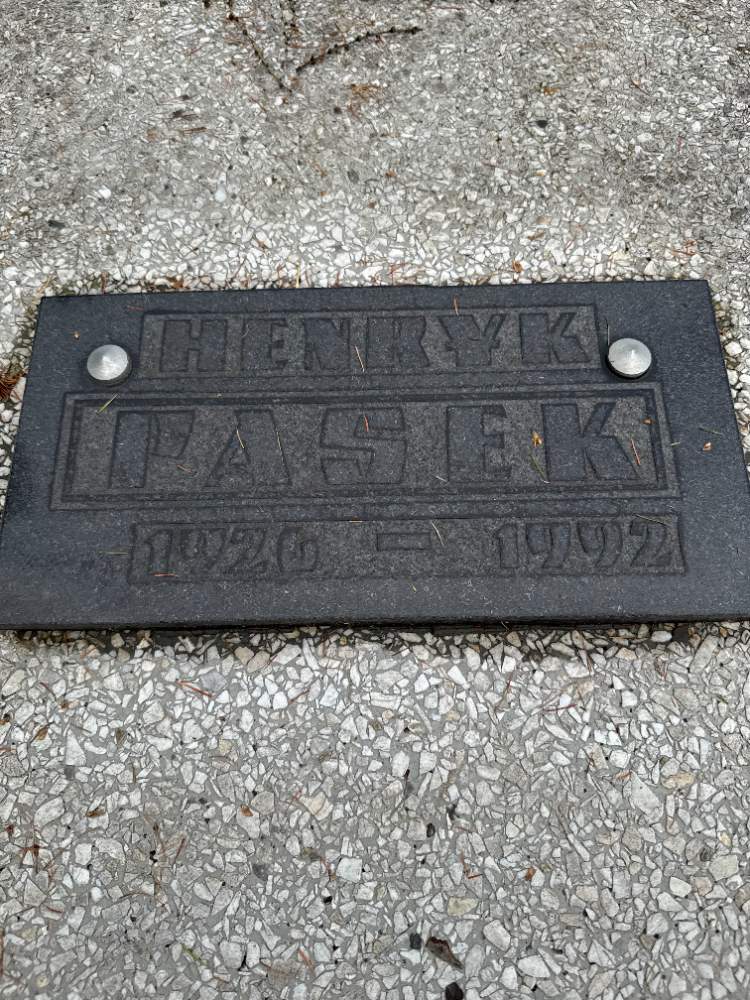 HENRYK
PASEK
1926 - 1992